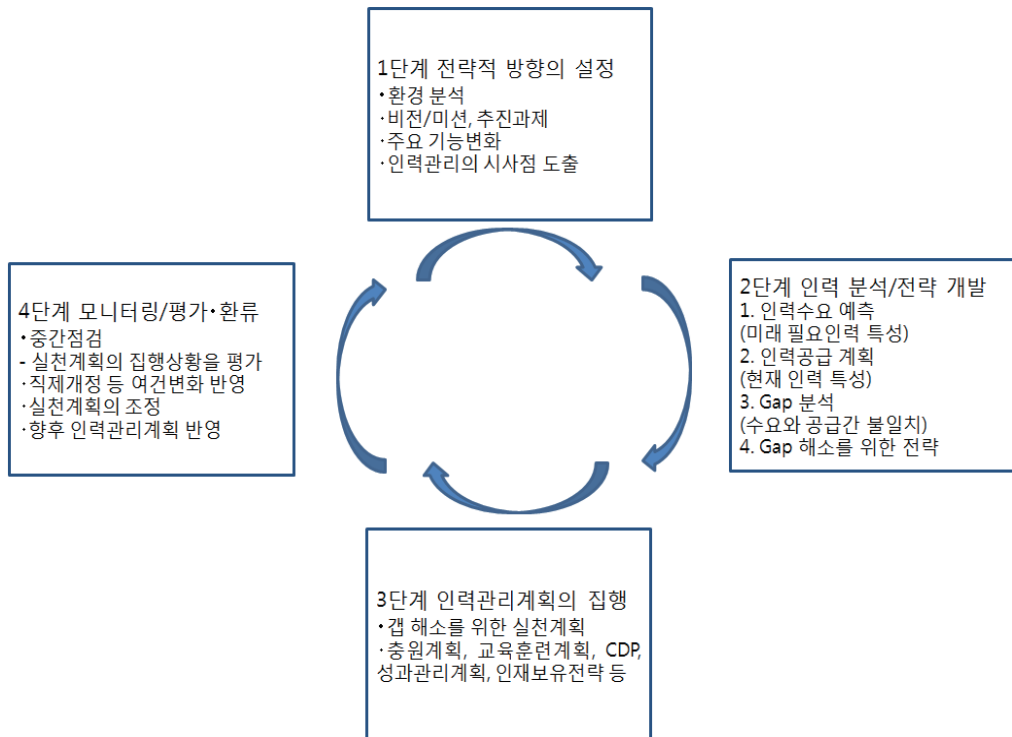 1단계 전략적 방향의 설정
•환경 분석
·비전/미션, 추진과제
·주요 기능변화
·인력관리의 시사점 도출
2단계 인력 분석/전략 개발
1. 인력수요 예측
(미래 필요인력 특성)
2. 인력공급 계획
(현재 인력 특성)
3. Gap 분석
(수요와 공급간 불일치)
4. Gap 해소를 위한 전략
3단계 인력관리계획의 집행
•갭 해소를 위한 실천계획
·충원계획, 교육훈련계획, CDP,
성과관리계획, 인재보유전략 등
4단계 모니터링/평가•환류
•중간점검
- 실천계획의 집행상황을 평가
·직제개정 등 여건변화 반영
·실천계획의 조정
·향후 인력관리계획 반영